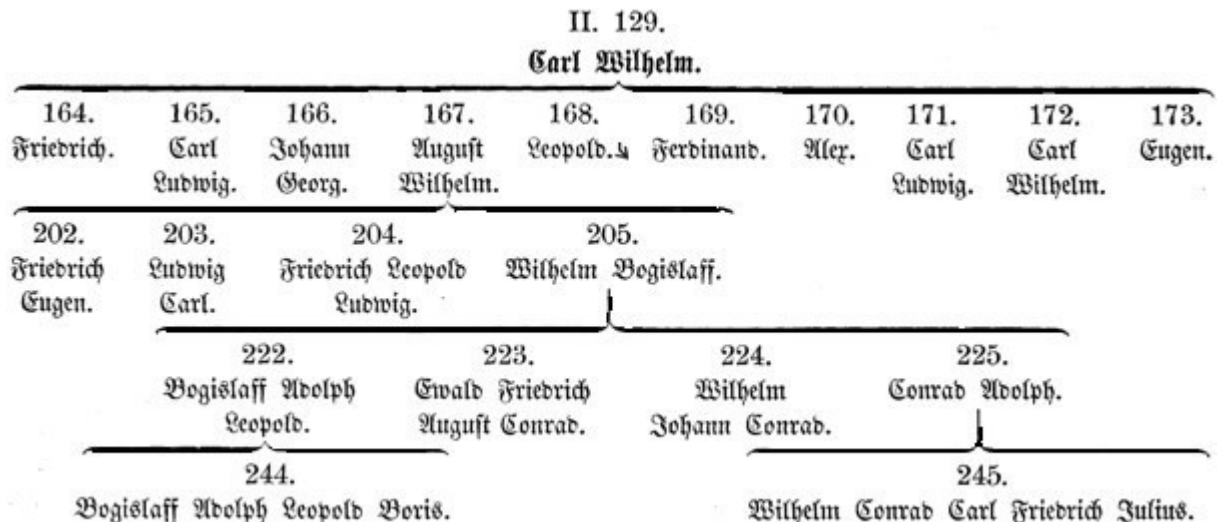 II. 129.
Carl Wilhelm.
164. 165. 166. 167. 168. 169. 170. 171. 172. 173.
Friedrich. Carl Johann August Leopold. Ferdinand. Alex. Carl Carl Eugen.
Ludwig. Georg. Wilhelm. Ludwig. Wilhelm.
202. 203. 204. 205.
Friedrich Ludwig Friedrich Leopold Wilhelm Bogislaff.
Eugen. Carl. Ludwig.
222. 223. 224. 225.
Bogislaff Adolph Ewald Friedrich Wilhelm Conrad Adolph.
Leopold. August Conrad. Johann Conrad.
244. 245.
Bogislaff Adolph Leopold Boris. Wilhelm Conrad Carl Friedrich Julius.